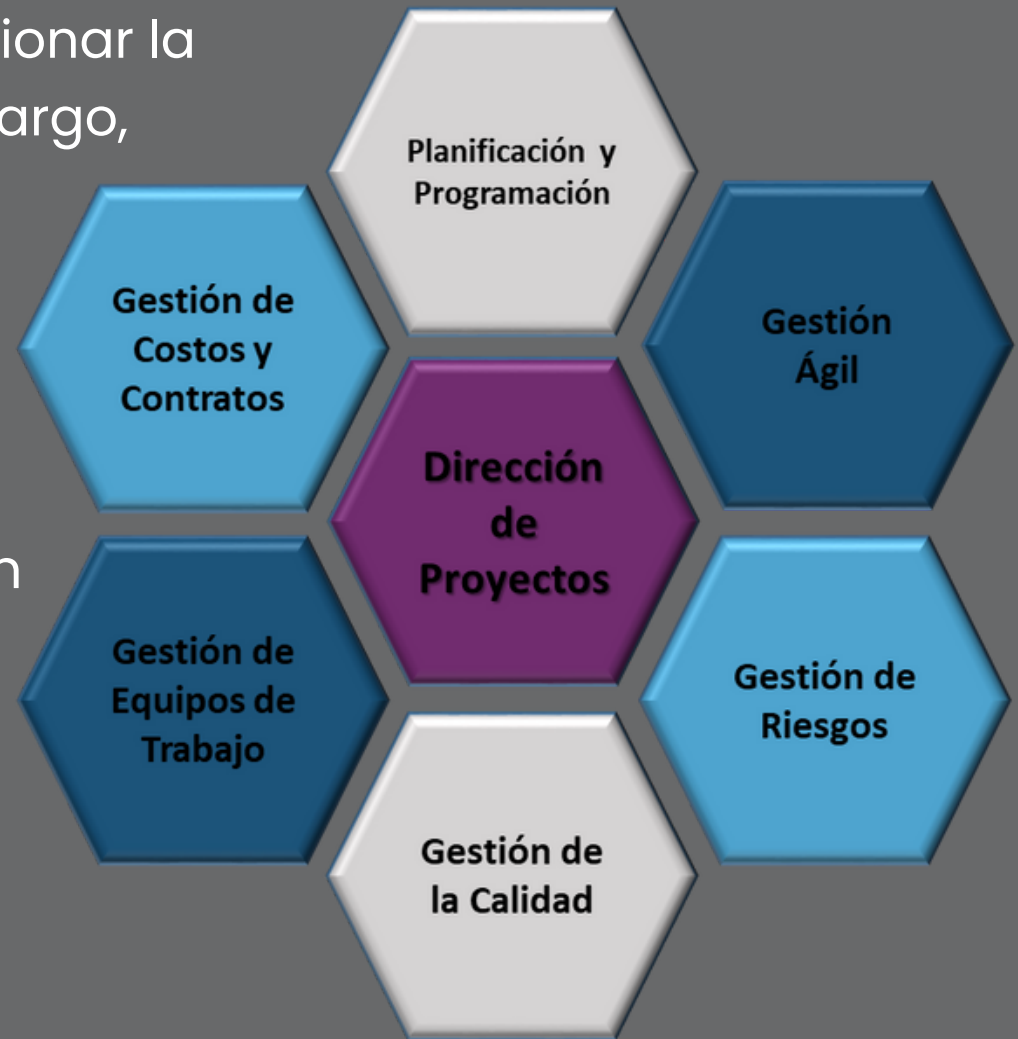 ionar la
argo,
n
Planificación y
Programación
Gestión de
Costos y
Contratos
Gestión
Ágil
Dirección
de
Proyectos
Gestión de
Equipos de
Trabajo
Gestión de
Riesgos
Gestión de
la Calidad